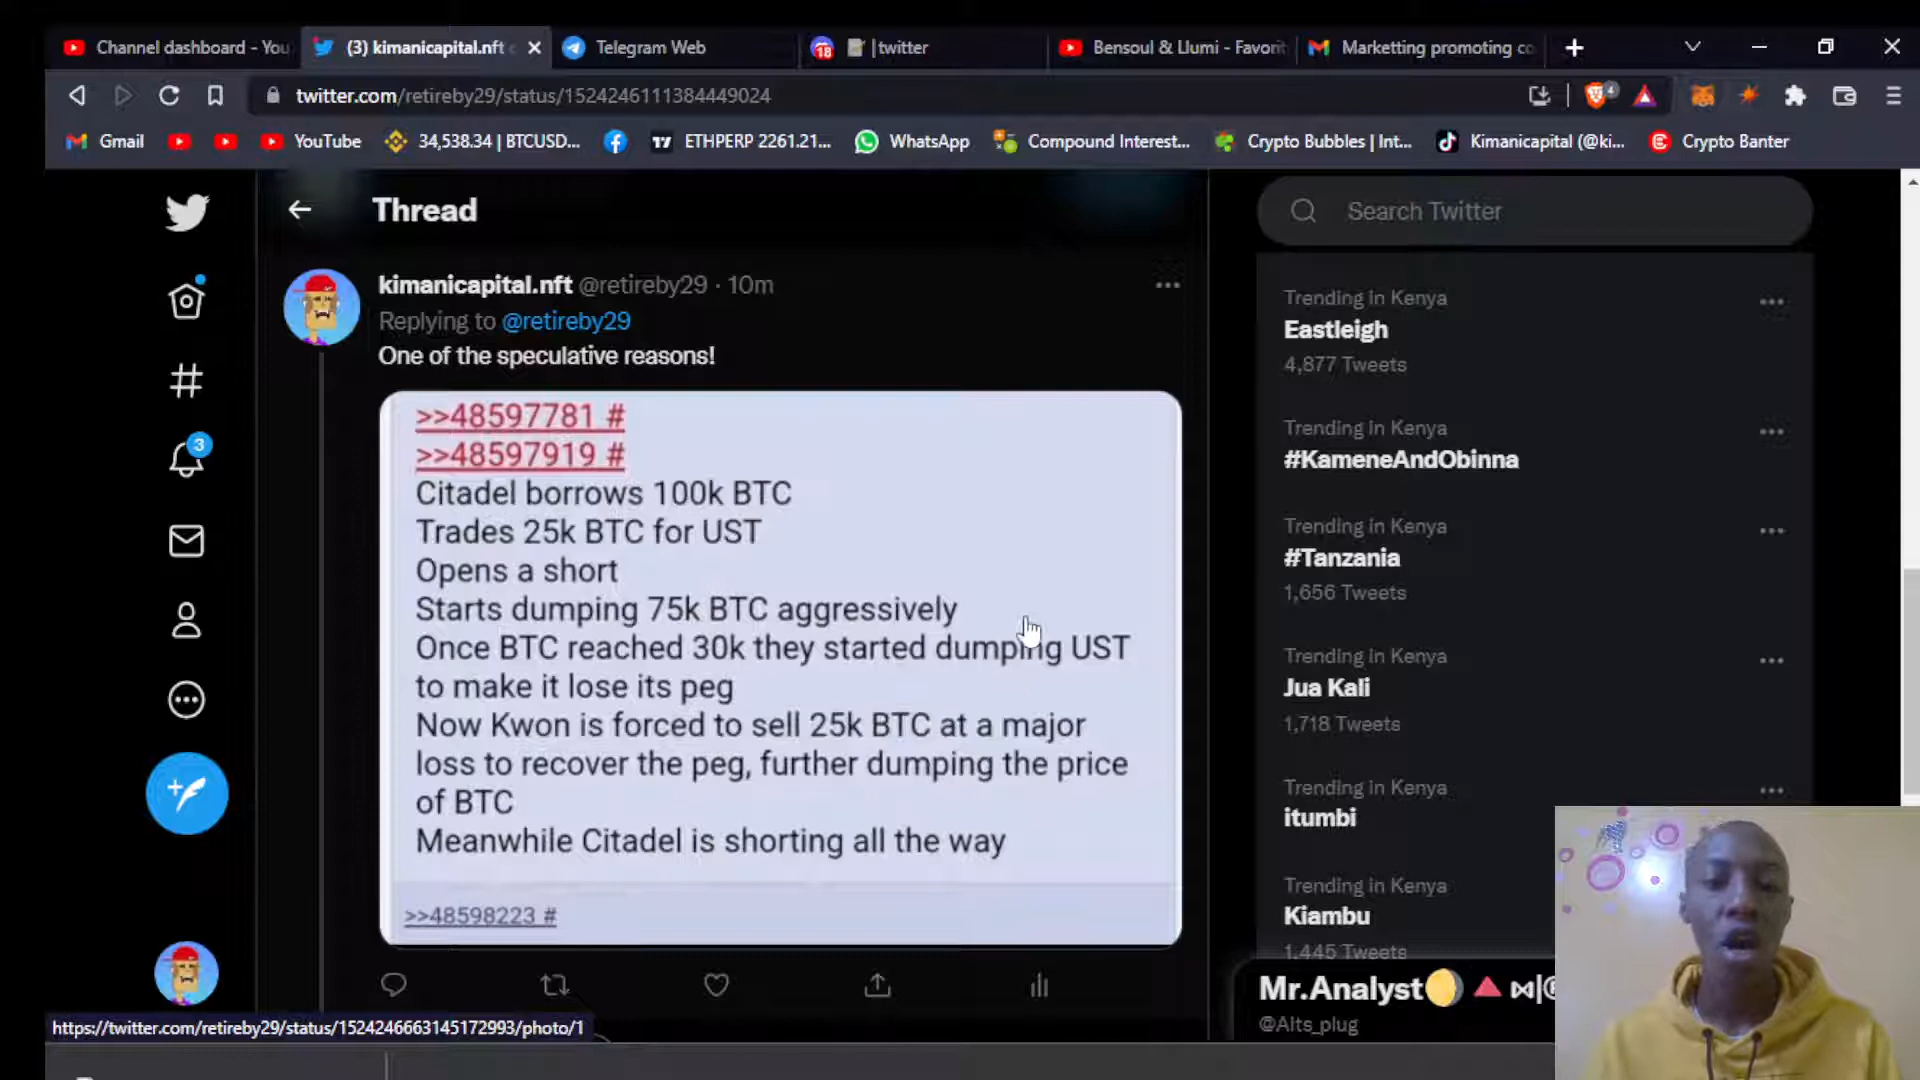 Channel dashboard - You
(3) kimanicapital.nft
Telegram Web
18 |twitter
Bensoul & Llumi - Favorit
Marketting promoting co
twitter.com/retireby29/status/1524246111384449024
4
Gmail
YouTube
34,538.34 | BTCUSD...
ETHPERP 2261.21...
WhatsApp
Compound Interest...
Crypto Bubbles | Int...
Kimanicapital (@ki...
Crypto Banter
Thread
Search Twitter
kimanicapital.nft @retireby29 · 10m
Replying to @retireby29
One of the speculative reasons!
>>48597781 #
>>48597919 #
Citadel borrows 100k BTC
Trades 25k BTC for UST
Opens a short
Starts dumping 75k BTC aggressively
Once BTC reached 30k they started dumping UST
to make it lose its peg
Now Kwon is forced to sell 25k BTC at a major
loss to recover the peg, further dumping the price
of BTC
Meanwhile Citadel is shorting all the way
>>48598223 #
3
Trending in Kenya
Eastleigh
4,877 Tweets
Trending in Kenya
#KameneAndObinna
Trending in Kenya
#Tanzania
1,656 Tweets
Trending in Kenya
Jua Kali
1,718 Tweets
Trending in Kenya
itumbi
Trending in Kenya
Kiambu
1,445 Tweets
Mr.Analyst
@Alts_plug
https://twitter.com/retireby29/status/1524246663145172993/photo/1